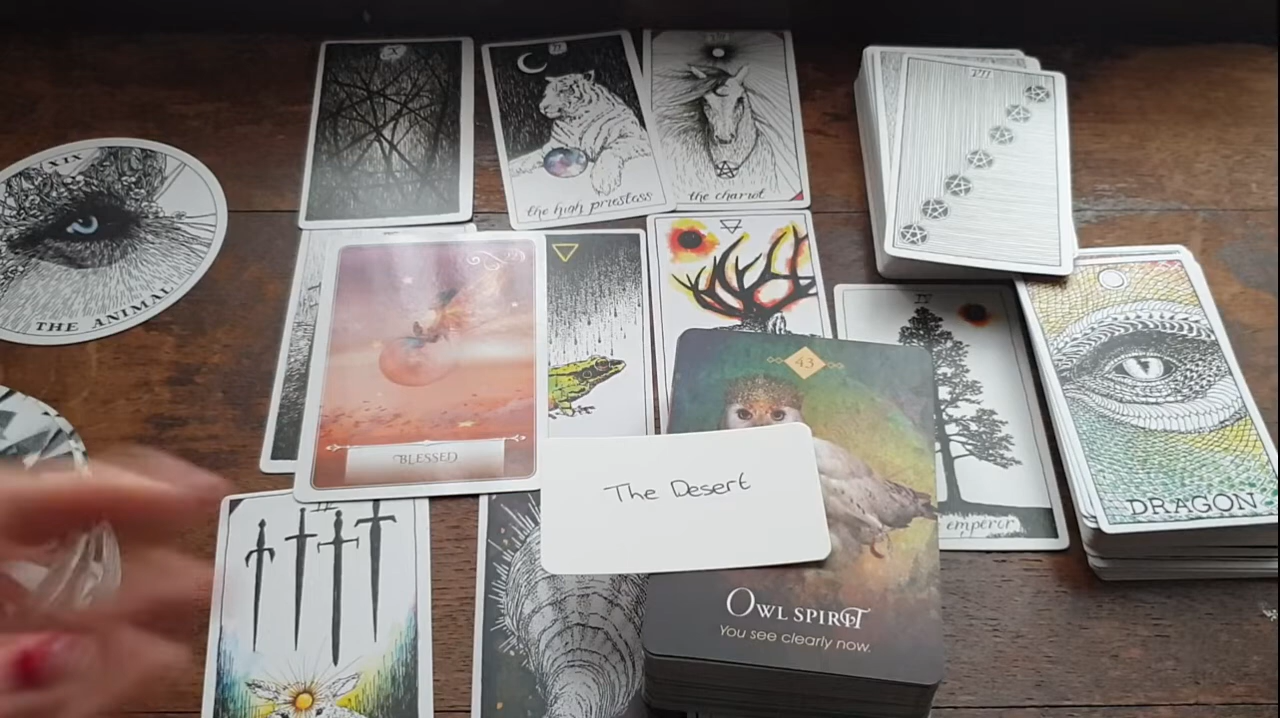 X
II
the high priestess
the chariot
XIX
THE ANIMAL
IV
BLESSED
43
emperor
DRAGON
The Desert
OWL SPIRIT
You see clearly now.